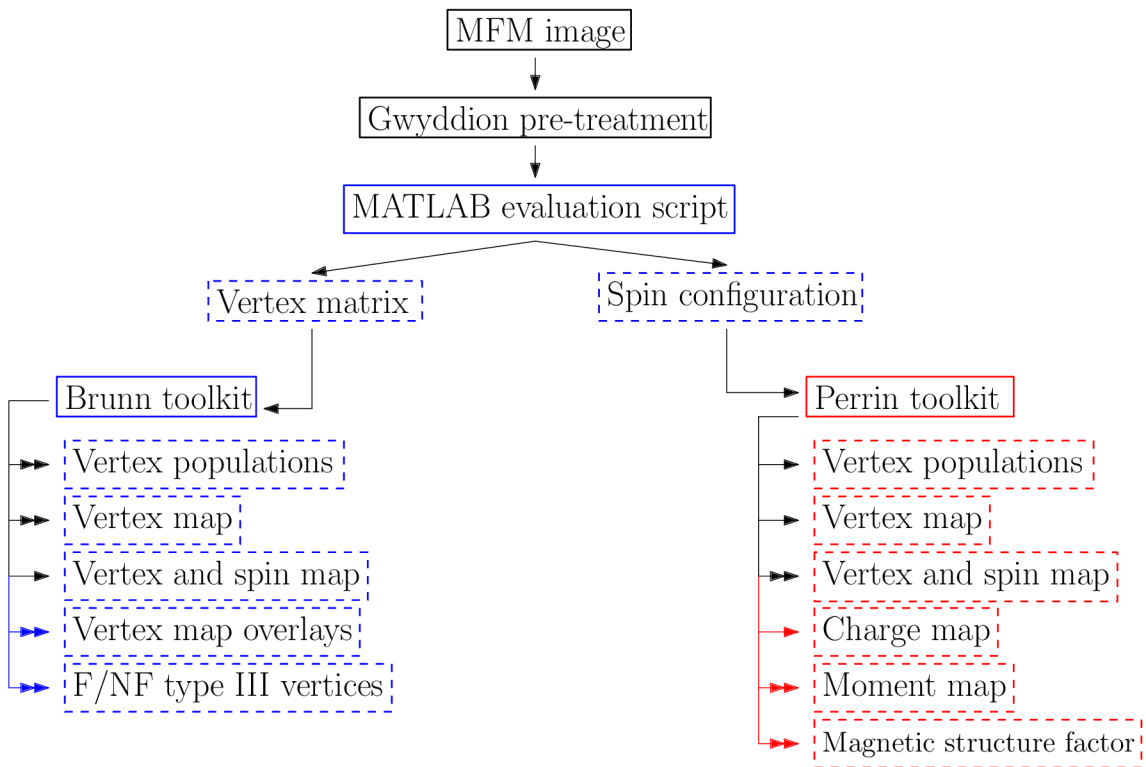 MFM image
Gwyddion pre-treatment
MATLAB evaluation script
Vertex matrix
Spin configuration
Brunn toolkit
Vertex populations
Vertex map
Vertex and spin map
Vertex map overlays
F/NF type III vertices
Perrin toolkit
Vertex populations
Vertex map
Vertex and spin map
Charge map
Moment map
Magnetic structure factor